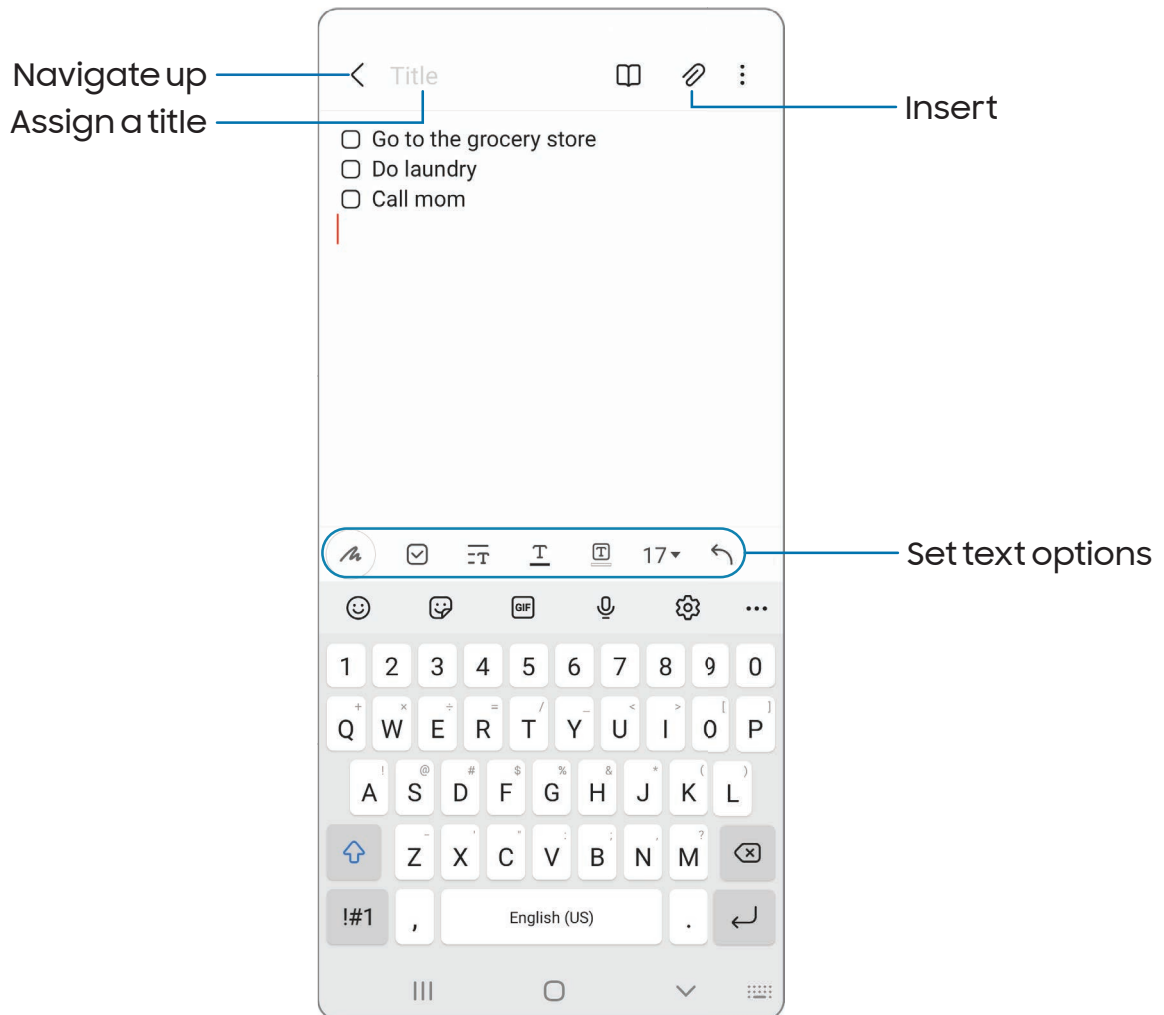 Navigate up
Title
Assign a title
Insert
Go to the grocery store
Do laundry
Call mom
T T T 17
Set text options
GIF
1 2 3 4 5 6 7 8 9 0
+ × ÷ = / _ < > [ ]
Q W E R T Y U I O P
! @ # $ % & * ( )
A S D F G H J K L
- ' " : ; , ?
Z X C V B N M
!#1 , English (US) .